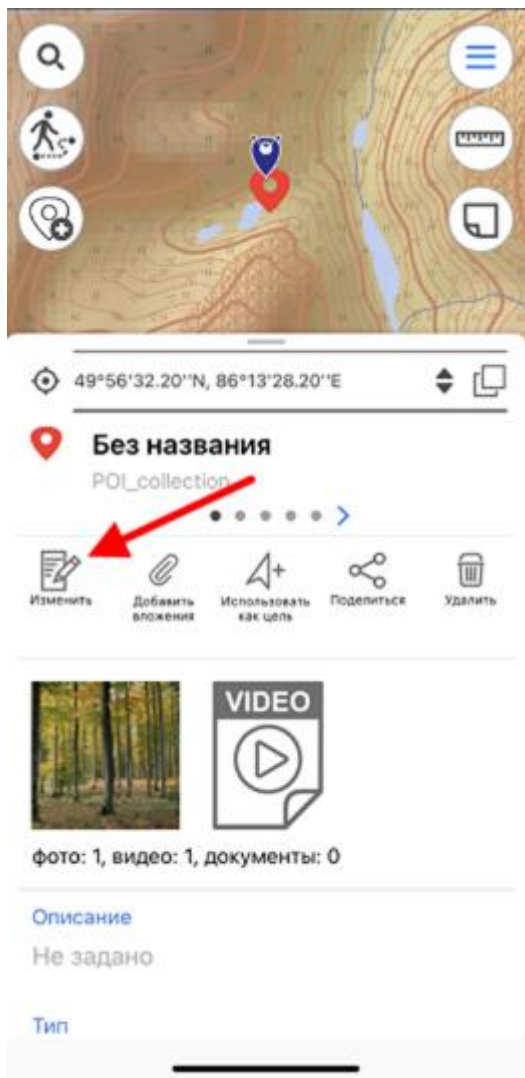 49°56'32.20''N, 86°13'28.20''E
Без названия
POI_collection
Изменить
Добавить вложения
Использовать как цель
Поделиться
Удалить
VIDEO
фото: 1, видео: 1, документы: 0
Описание
Не задано
Тип